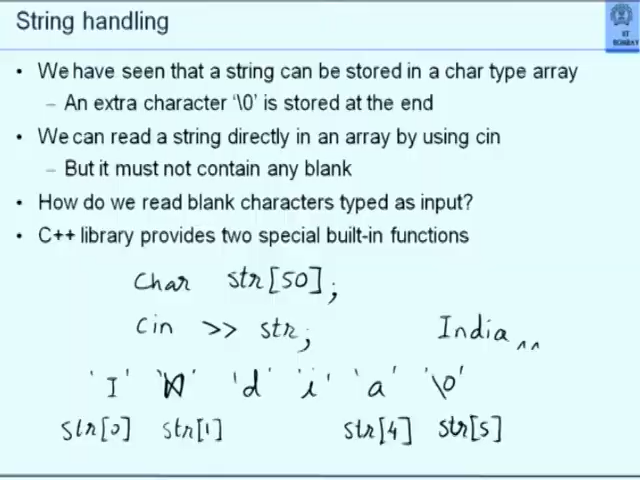 String handling
IIT BOMBAY
• We have seen that a string can be stored in a char type array
– An extra character '\0' is stored at the end
• We can read a string directly in an array by using cin
– But it must not contain any blank
• How do we read blank characters typed as input?
• C++ library provides two special built-in functions
Char str[50];
Cin >> str; India ^^
'I' 'N' 'd' 'i' 'a' '\0'
str[0] str[1] str[4] str[5]